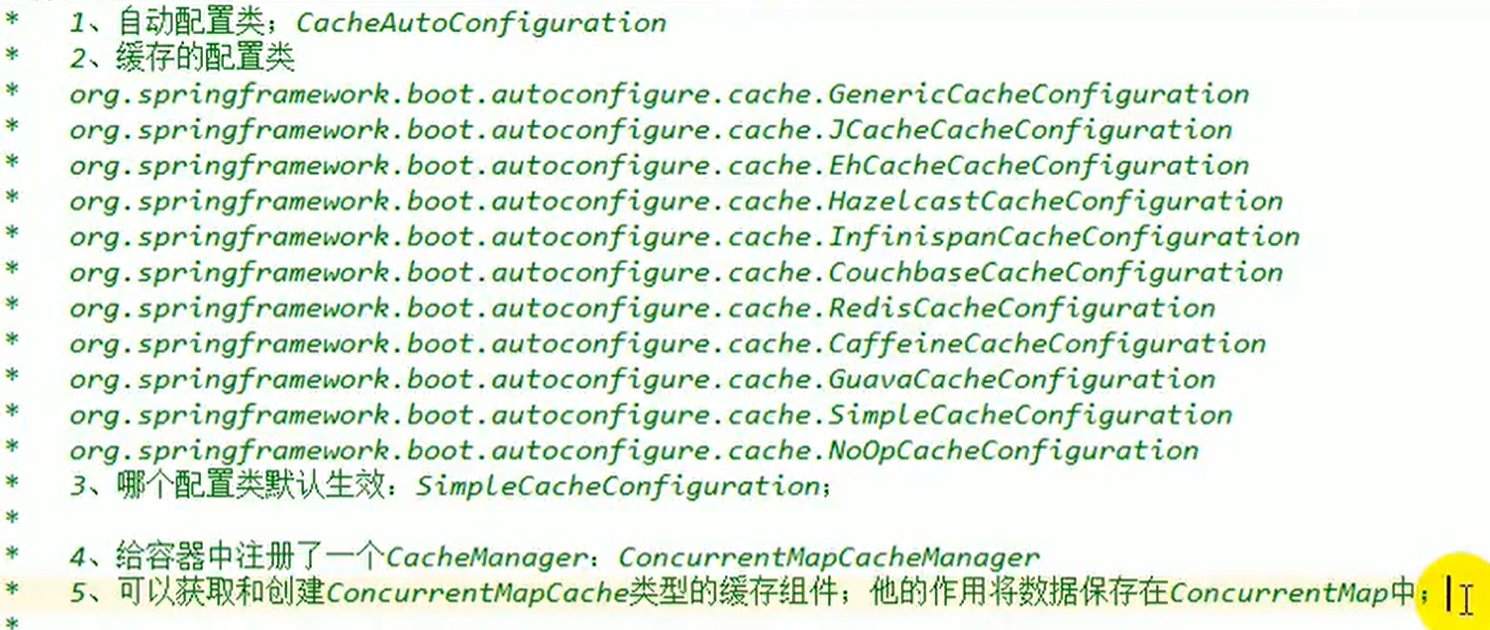 * 1、自动配置类；CacheAutoConfiguration
* 2、缓存的配置类
* org.springframework.boot.autoconfigure.cache.GenericCacheConfiguration
* org.springframework.boot.autoconfigure.cache.JCacheCacheConfiguration
* org.springframework.boot.autoconfigure.cache.EhCacheCacheConfiguration
* org.springframework.boot.autoconfigure.cache.HazelcastCacheConfiguration
* org.springframework.boot.autoconfigure.cache.InfinispanCacheConfiguration
* org.springframework.boot.autoconfigure.cache.CouchbaseCacheConfiguration
* org.springframework.boot.autoconfigure.cache.RedisCacheConfiguration
* org.springframework.boot.autoconfigure.cache.CaffeineCacheConfiguration
* org.springframework.boot.autoconfigure.cache.GuavaCacheConfiguration
* org.springframework.boot.autoconfigure.cache.SimpleCacheConfiguration
* org.springframework.boot.autoconfigure.cache.NoOpCacheConfiguration
* 3、哪个配置类默认生效：SimpleCacheConfiguration；
*
* 4、给容器中注册了一个CacheManager：ConcurrentMapCacheManager
* 5、可以获取和创建ConcurrentMapCache类型的缓存组件；他的作用将数据保存在ConcurrentMap中；
*